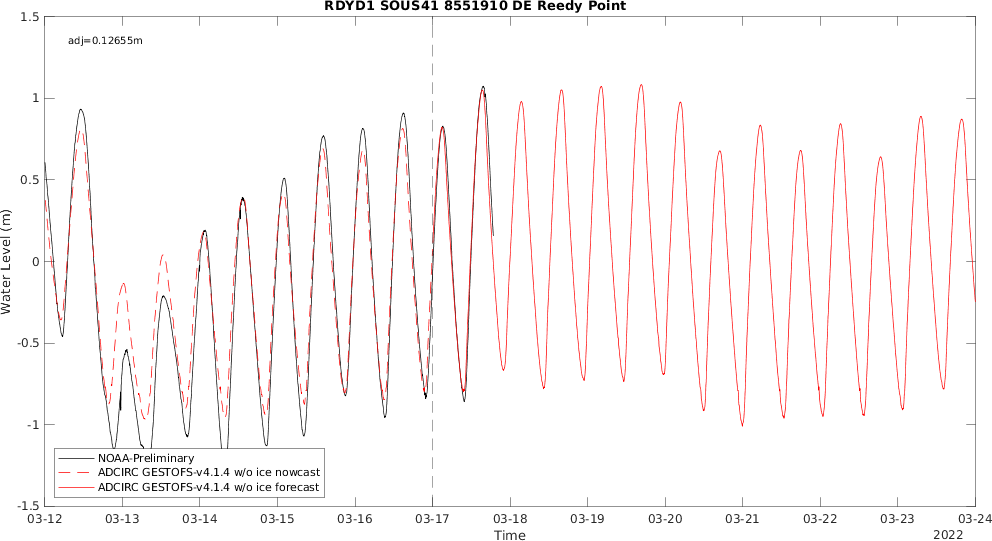 RDYD1 SOUS41 8551910 DE Reedy Point
adj=0.12655m
1.5
1
0.5
0
-0.5
-1
-1.5
Water Level (m)
NOAA-Preliminary
ADCIRC GESTOFS-v4.1.4 w/o ice nowcast
ADCIRC GESTOFS-v4.1.4 w/o ice forecast
03-12 03-13 03-14 03-15 03-16 03-17 03-18 03-19 03-20 03-21 03-22 03-23 03-24
Time
2022